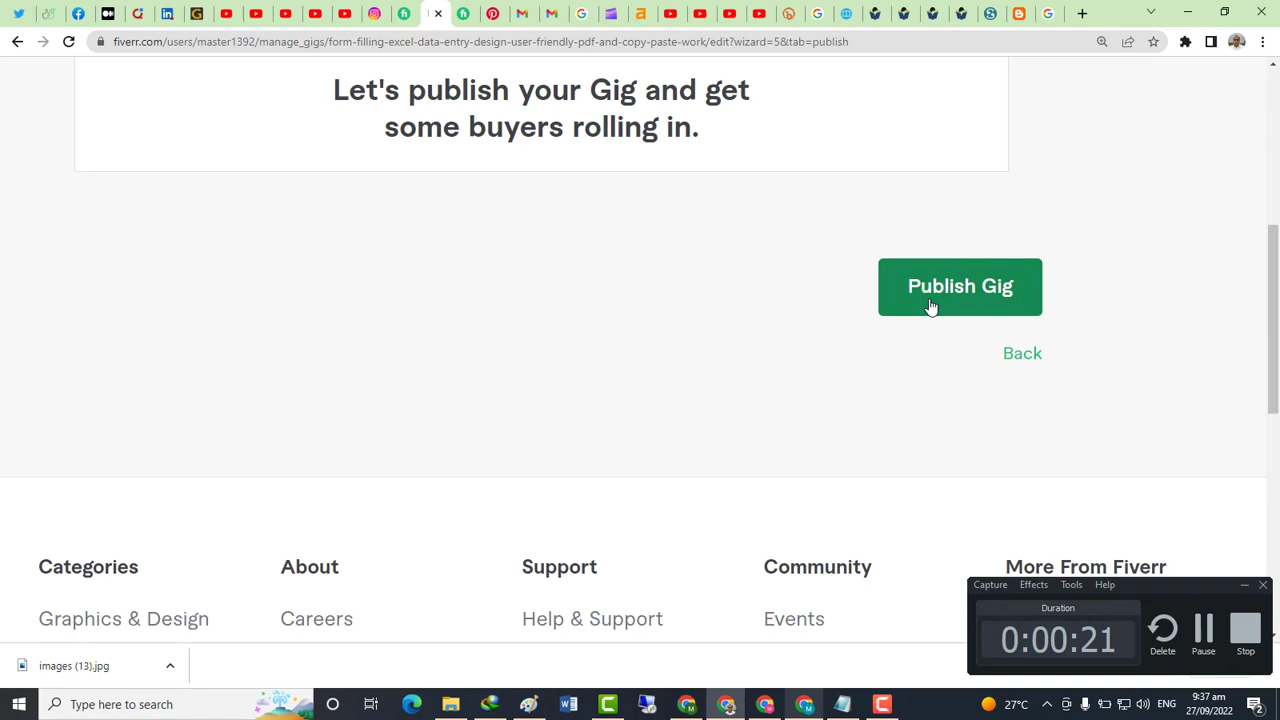 fiverr.com/users/master1392/manage_gigs/form-filling-excel-data-entry-design-user-friendly-pdf-and-copy-paste-work/edit?wizard=5&tab=publish
Let's publish your Gig and get
some buyers rolling in.
Publish Gig
Back
Categories
About
Support
Community
More From Fiverr
Graphics & Design
Careers
Help & Support
Events
Capture
Effects
Tools
Help
Duration
0:00:21
Delete
Pause
Stop
images (13).jpg
Type here to search
27°C
ENG
9:37 am
27/09/2022
2